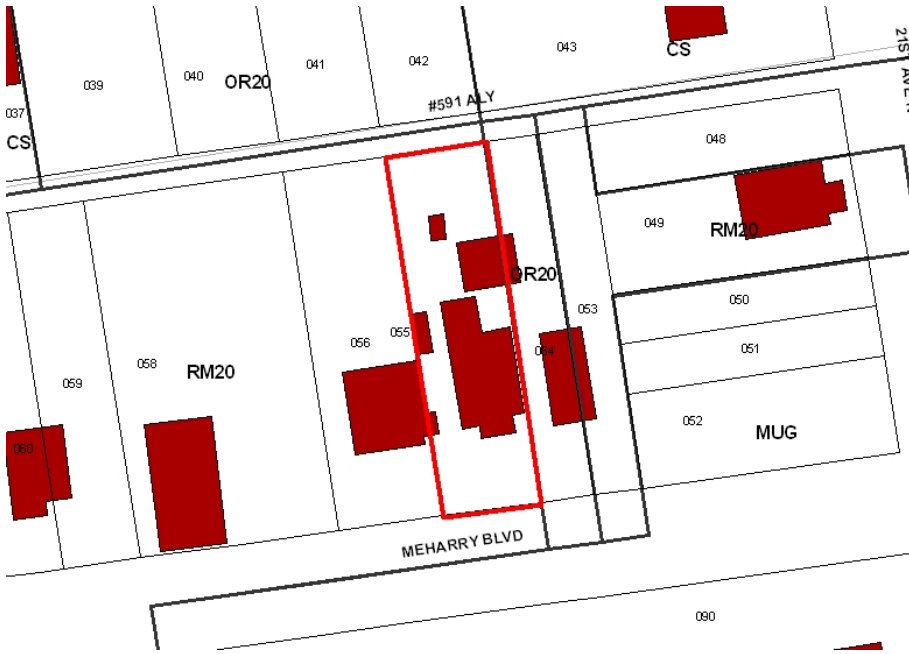 043
CS
042
041
040
OR20
039
037
CS
#591 ALY
21ST AVE N
048
049
RM20
OR20
050
053
051
054
055
056
058
RM20
059
052
MUG
060
MEHARRY BLVD
090